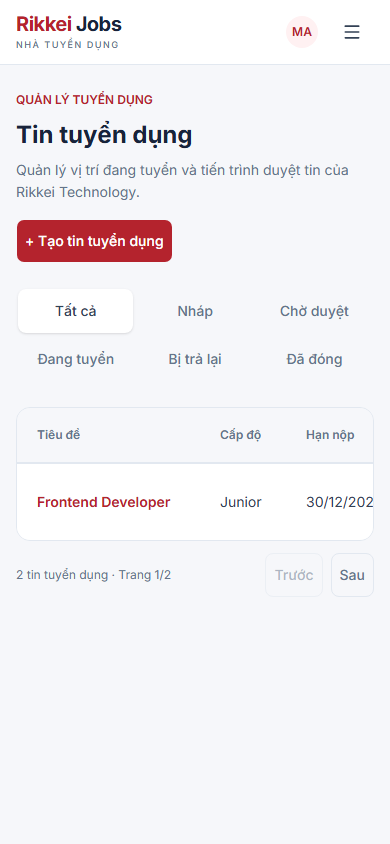 Rikkei Jobs
NHÀ TUYỂN DỤNG
MA
QUẢN LÝ TUYỂN DỤNG
Tin tuyển dụng
Quản lý vị trí đang tuyển và tiến trình duyệt tin của
Rikkei Technology.
+ Tạo tin tuyển dụng
Tất cả Nháp Chờ duyệt
Đang tuyển Bị trả lại Đã đóng
Tiêu đề Cấp độ Hạn nộp
Frontend Developer Junior 30/12/202
2 tin tuyển dụng · Trang 1/2 Trước Sau